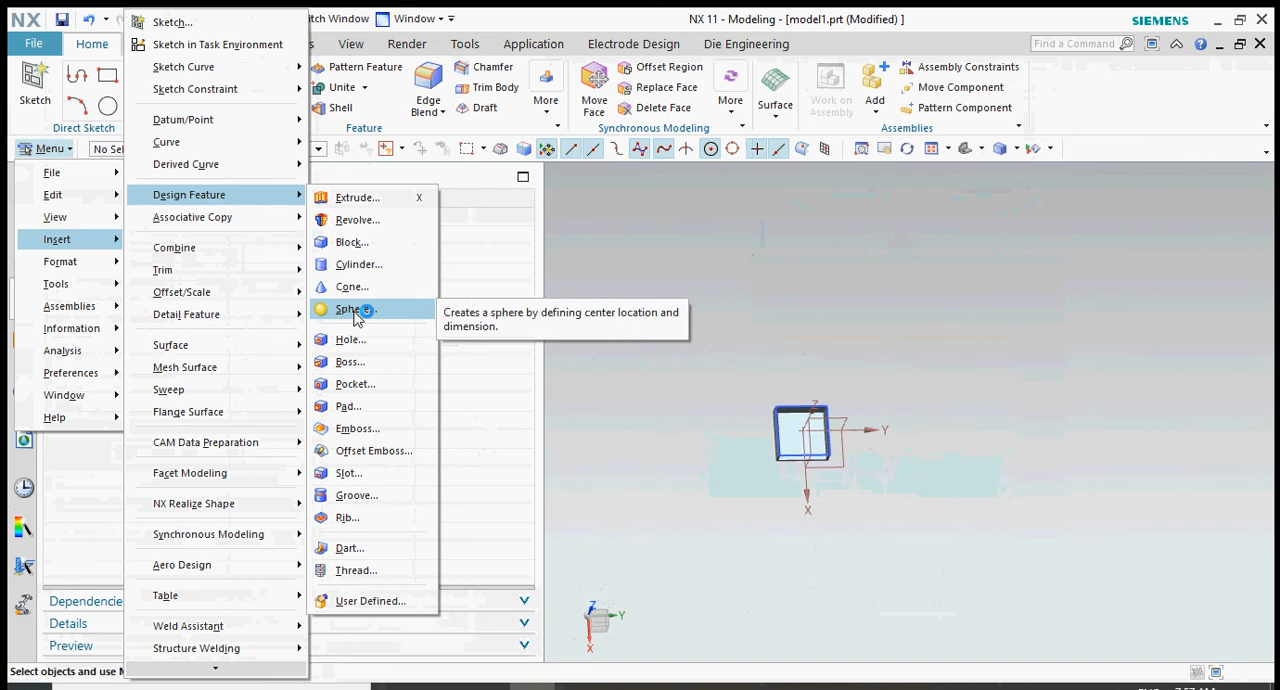 NX
itch Window
Window
NX 11 - Modeling - [model1.prt (Modified) ]
SIEMENS
File
Home
View
Render
Tools
Application
Electrode Design
Die Engineering
Find a Command
Sketch
Direct Sketch
Pattern Feature
Unite
Shell
Edge
Blend
Chamfer
Trim Body
Draft
More
Feature
Move
Face
Offset Region
Replace Face
Delete Face
More
Synchronous Modeling
Surface
Work on
Assembly
Add
Assembly Constraints
Move Component
Pattern Component
Assemblies
Menu
No Sel
File
Edit
View
Insert
Format
Tools
Assemblies
Information
Analysis
Preferences
Window
Help
Sketch...
Sketch in Task Environment
Sketch Curve
Sketch Constraint
Datum/Point
Curve
Derived Curve
Design Feature
Associative Copy
Combine
Trim
Offset/Scale
Detail Feature
Surface
Mesh Surface
Sweep
Flange Surface
CAM Data Preparation
Facet Modeling
NX Realize Shape
Synchronous Modeling
Aero Design
Table
Weld Assistant
Structure Welding
Extrude... X
Revolve...
Block...
Cylinder...
Cone...
Sphere...
Hole...
Boss...
Pocket...
Pad...
Emboss...
Offset Emboss...
Slot...
Groove...
Rib...
Dart...
Thread...
User Defined...
Creates a sphere by defining center location and
dimension.
Z
Y
X
Z
Y
X
Dependencie
Details
Preview
Select objects and use M